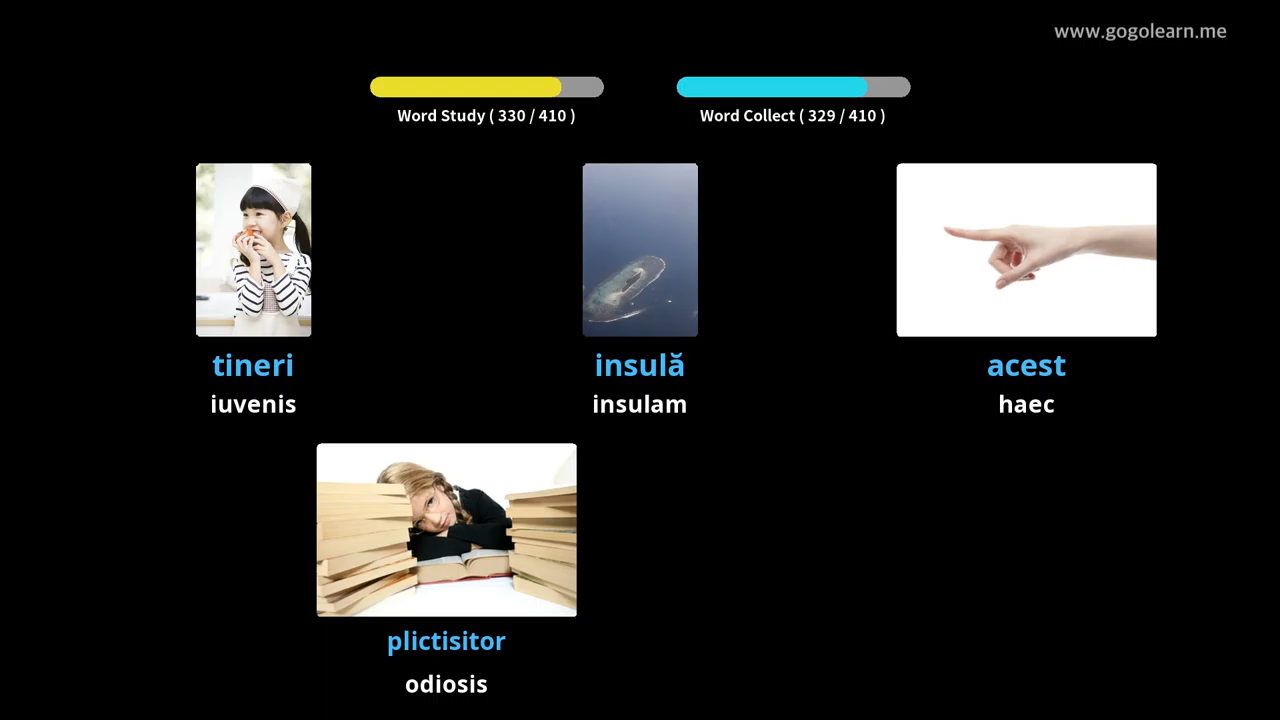 www.gogolearn.me
Word Study ( 330 / 410 )
Word Collect ( 329 / 410 )
tineri
iuvenis
insulă
insulam
acest
haec
plictisitor
odiosis